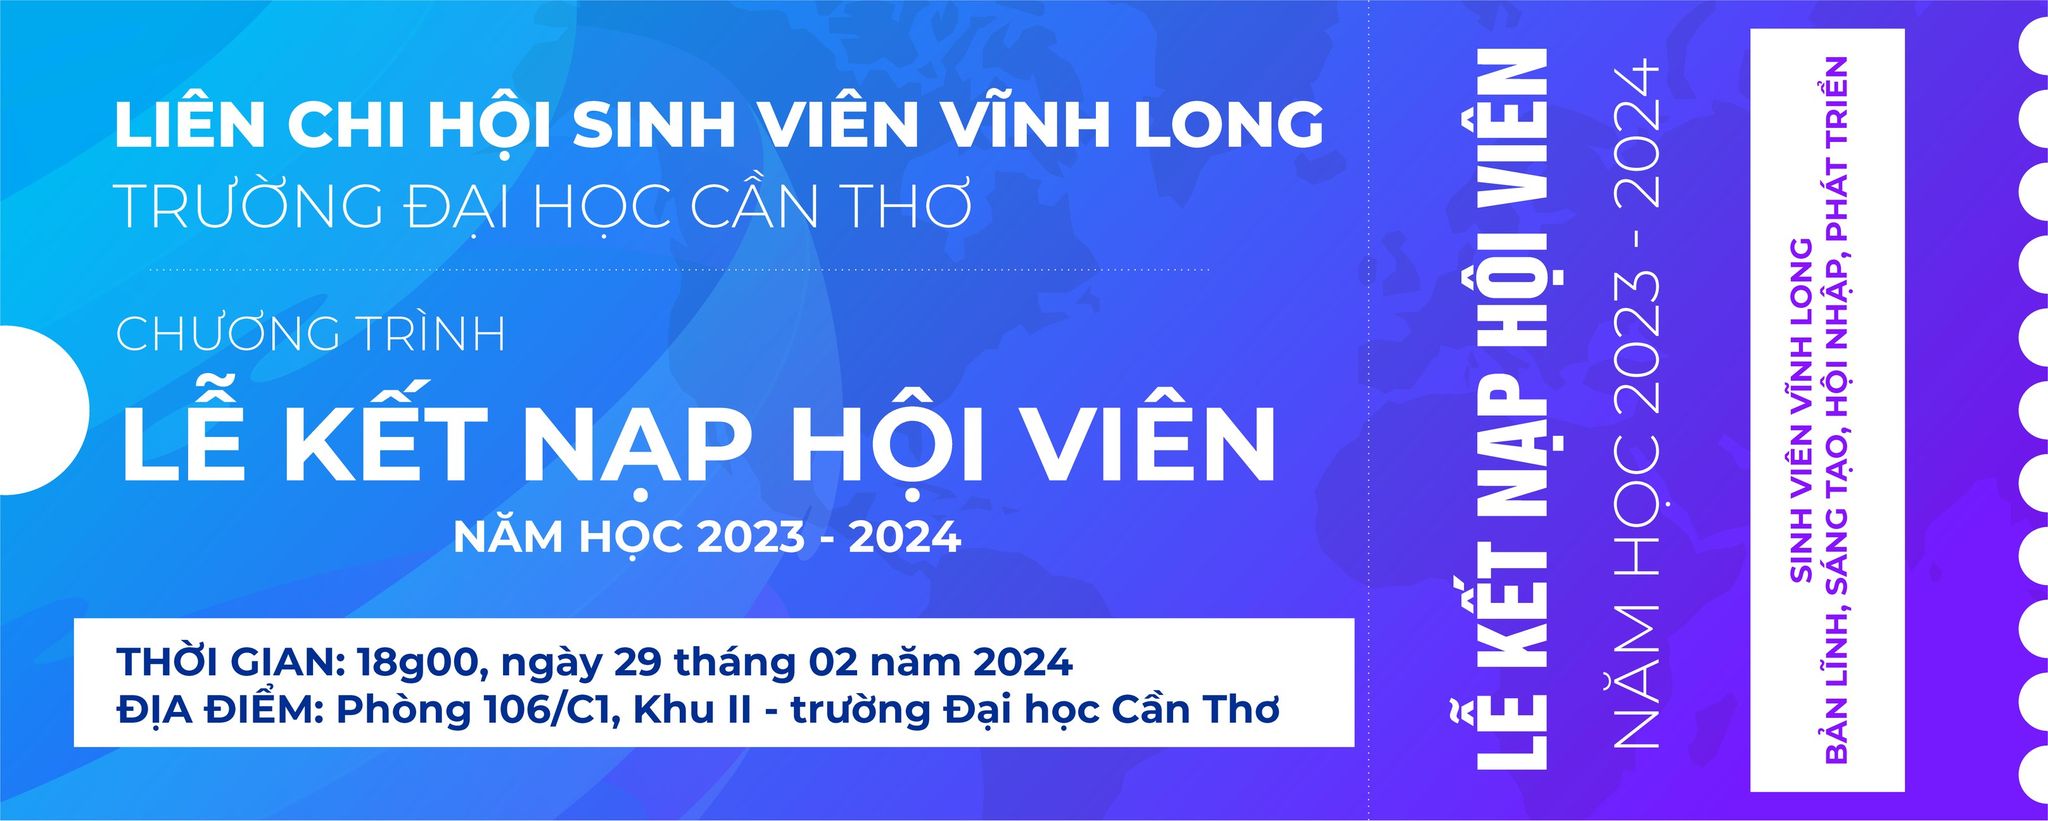 LIÊN CHI HỘI SINH VIÊN VĨNH LONG
TRƯỜNG ĐẠI HỌC CẦN THƠ
CHƯƠNG TRÌNH
LỄ KẾT NẠP HỘI VIÊN
NĂM HỌC 2023 - 2024
THỜI GIAN: 18g00, ngày 29 tháng 02 năm 2024
ĐỊA ĐIỂM: Phòng 106/C1, Khu II - trường Đại học Cần Thơ
LỄ KẾT NẠP HỘI VIÊN
NĂM HỌC 2023 - 2024
SINH VIÊN VĨNH LONG
BẢN LĨNH, SÁNG TẠO, HỘI NHẬP, PHÁT TRIỂN